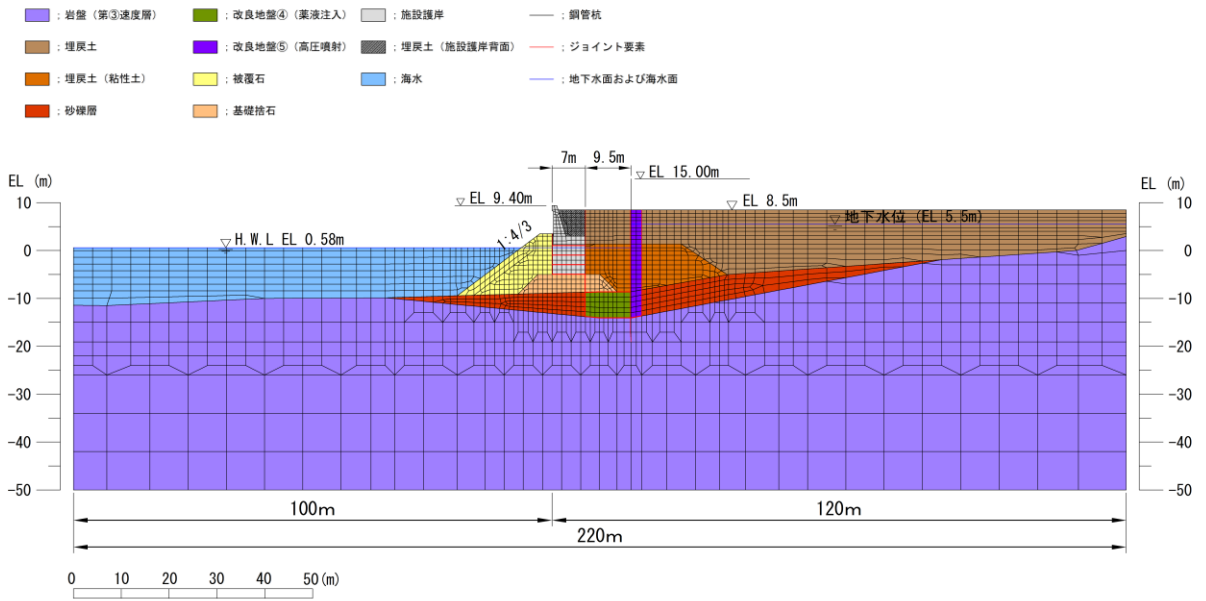 ; 岩盤（第③速度層）
; 改良地盤④（薬液注入）
; 施設護岸
; 鋼管杭
; 埋戻土
; 改良地盤⑤（高圧噴射）
; 埋戻土（施設護岸背面）
; ジョイント要素
; 埋戻土（粘性土）
; 被覆石
; 海水
; 地下水面および海水面
; 砂礫層
; 基礎捨石
7m 9.5m
EL 15.00m
EL (m)
EL 9.40m
EL 8.5m
EL (m)
地下水位 (EL 5.5m)
1:4/3
H.W.L EL 0.58m
10
0
-10
-20
-30
-40
-50
10
0
-10
-20
-30
-40
-50
100m
120m
220m
0 10 20 30 40 50(m)